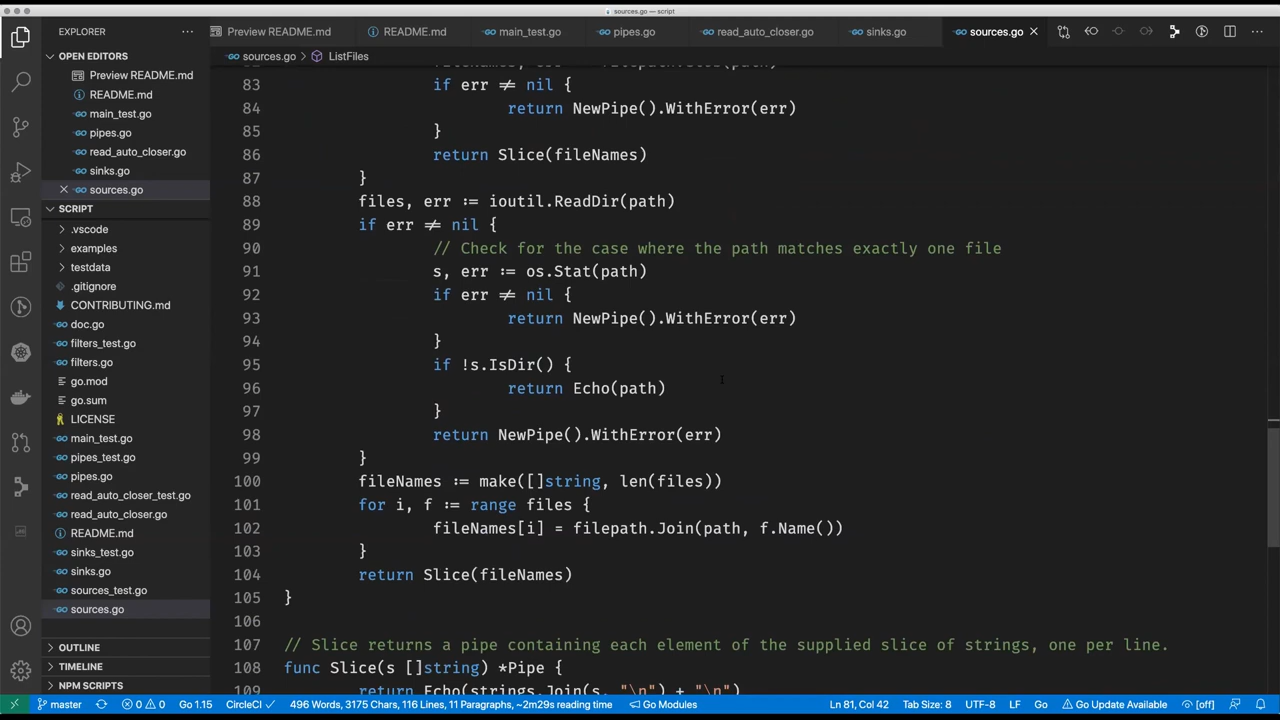 sources.go — script
EXPLORER ···
Preview README.md README.md main_test.go pipes.go read_auto_closer.go sinks.go sources.go
OPEN EDITORS
Preview README.md
README.md
main_test.go
pipes.go
read_auto_closer.go
sinks.go
sources.go
SCRIPT
.vscode
examples
testdata
.gitignore
CONTRIBUTING.md
doc.go
filters_test.go
filters.go
go.mod
go.sum
LICENSE
main_test.go
pipes_test.go
pipes.go
read_auto_closer_test.go
read_auto_closer.go
README.md
sinks_test.go
sinks.go
sources_test.go
sources.go
OUTLINE
TIMELINE
NPM SCRIPTS
sources.go > ListFiles
83 if err ≠ nil {
84 return NewPipe().WithError(err)
85 }
86 return Slice(fileNames)
87 }
88 files, err := ioutil.ReadDir(path)
89 if err ≠ nil {
90 // Check for the case where the path matches exactly one file
91 s, err := os.Stat(path)
92 if err ≠ nil {
93 return NewPipe().WithError(err)
94 }
95 if !s.IsDir() {
96 return Echo(path)
97 }
98 return NewPipe().WithError(err)
99 }
100 fileNames := make([]string, len(files))
101 for i, f := range files {
102 fileNames[i] = filepath.Join(path, f.Name())
103 }
104 return Slice(fileNames)
105 }
106
107 // Slice returns a pipe containing each element of the supplied slice of strings, one per line.
108 func Slice(s []string) *Pipe {
109 return Echo(strings.Join(s, "\n") + "\n")
master 0 0 Go 1.15 CircleCI ✓ 496 Words, 3175 Chars, 116 Lines, 11 Paragraphs, ~2m29s reading time Go Modules Ln 81, Col 42 Tab Size: 8 UTF-8 LF Go Go Update Available [off]